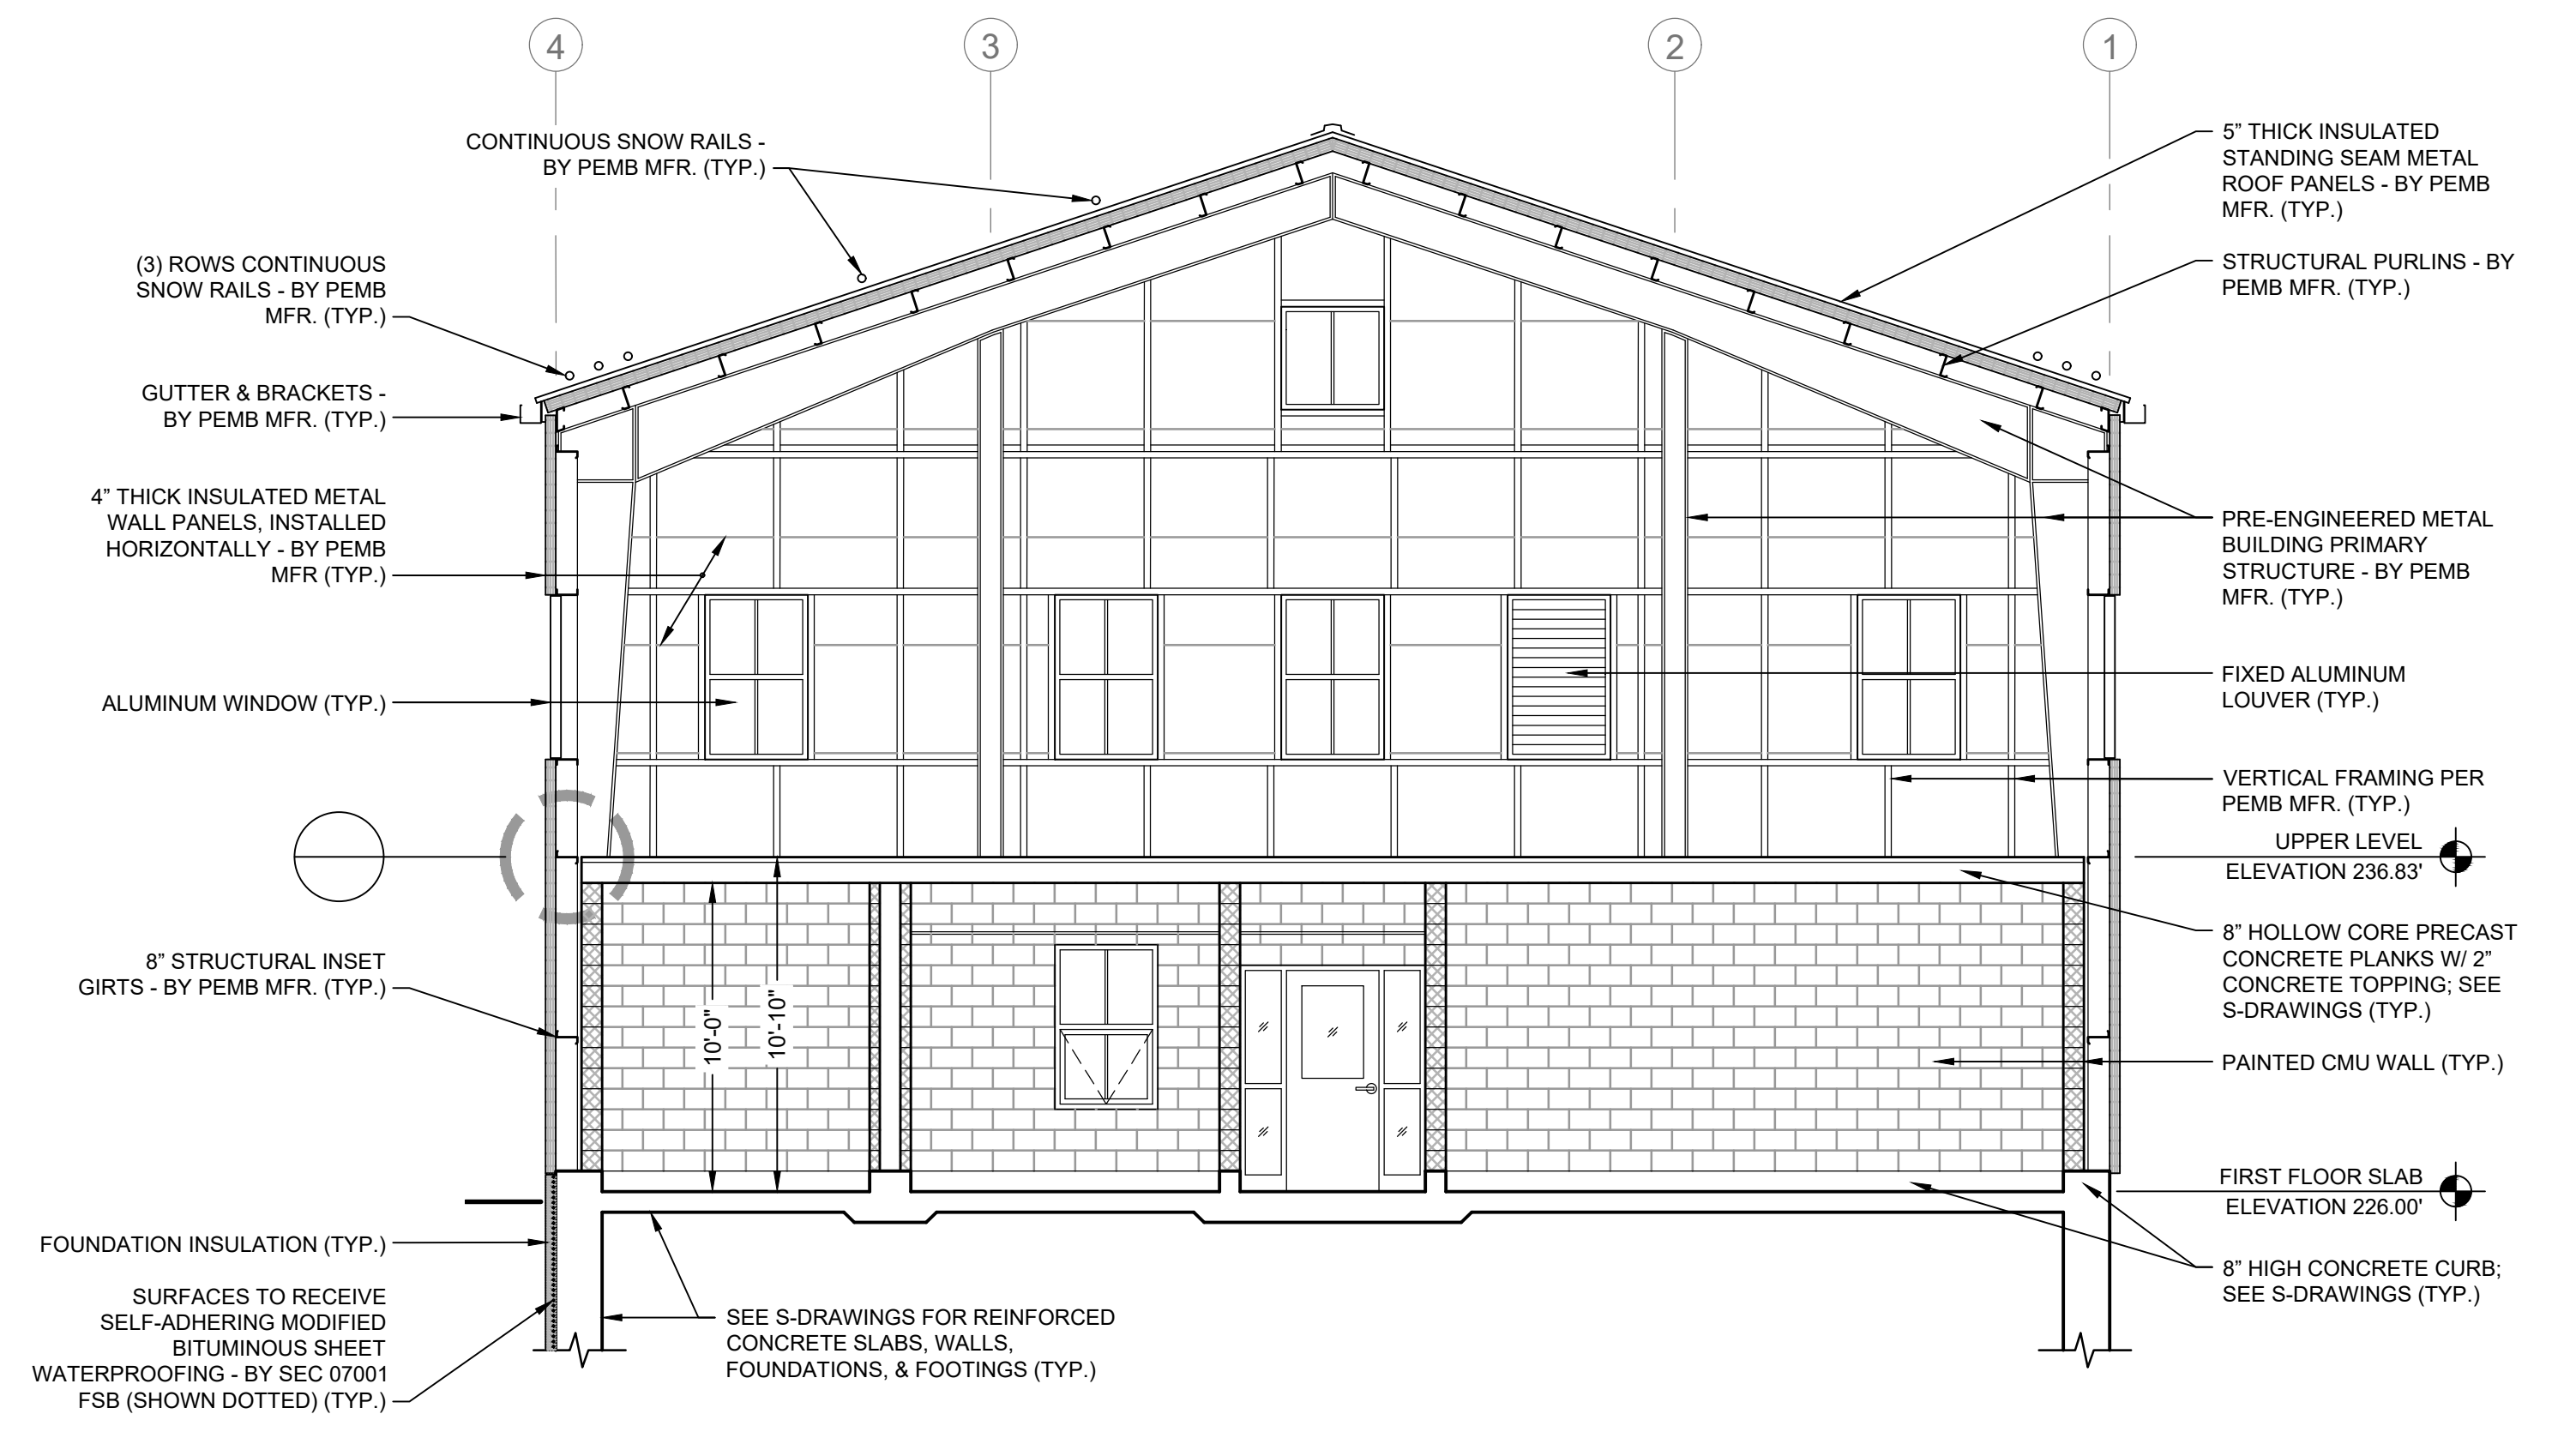 4
3
2
1
CONTINUOUS SNOW RAILS -
BY PEMB MFR. (TYP.)
(3) ROWS CONTINUOUS
SNOW RAILS - BY PEMB
MFR. (TYP.)
GUTTER & BRACKETS -
BY PEMB MFR. (TYP.)
4” THICK INSULATED METAL
WALL PANELS, INSTALLED
HORIZONTALLY - BY PEMB
MFR (TYP.)
ALUMINUM WINDOW (TYP.)
8” STRUCTURAL INSET
GIRTS - BY PEMB MFR. (TYP.)
FOUNDATION INSULATION (TYP.)
SURFACES TO RECEIVE
SELF-ADHERING MODIFIED
BITUMINOUS SHEET
WATERPROOFING - BY SEC 07001
FSB (SHOWN DOTTED) (TYP.)
10'-0"
10'-10"
SEE S-DRAWINGS FOR REINFORCED
CONCRETE SLABS, WALLS,
FOUNDATIONS, & FOOTINGS (TYP.)
5” THICK INSULATED
STANDING SEAM METAL
ROOF PANELS - BY PEMB
MFR. (TYP.)
STRUCTURAL PURLINS - BY
PEMB MFR. (TYP.)
PRE-ENGINEERED METAL
BUILDING PRIMARY
STRUCTURE - BY PEMB
MFR. (TYP.)
FIXED ALUMINUM
LOUVER (TYP.)
VERTICAL FRAMING PER
PEMB MFR. (TYP.)
UPPER LEVEL
ELEVATION 236.83'
8” HOLLOW CORE PRECAST
CONCRETE PLANKS W/ 2”
CONCRETE TOPPING; SEE
S-DRAWINGS (TYP.)
PAINTED CMU WALL (TYP.)
FIRST FLOOR SLAB
ELEVATION 226.00'
8” HIGH CONCRETE CURB;
SEE S-DRAWINGS (TYP.)